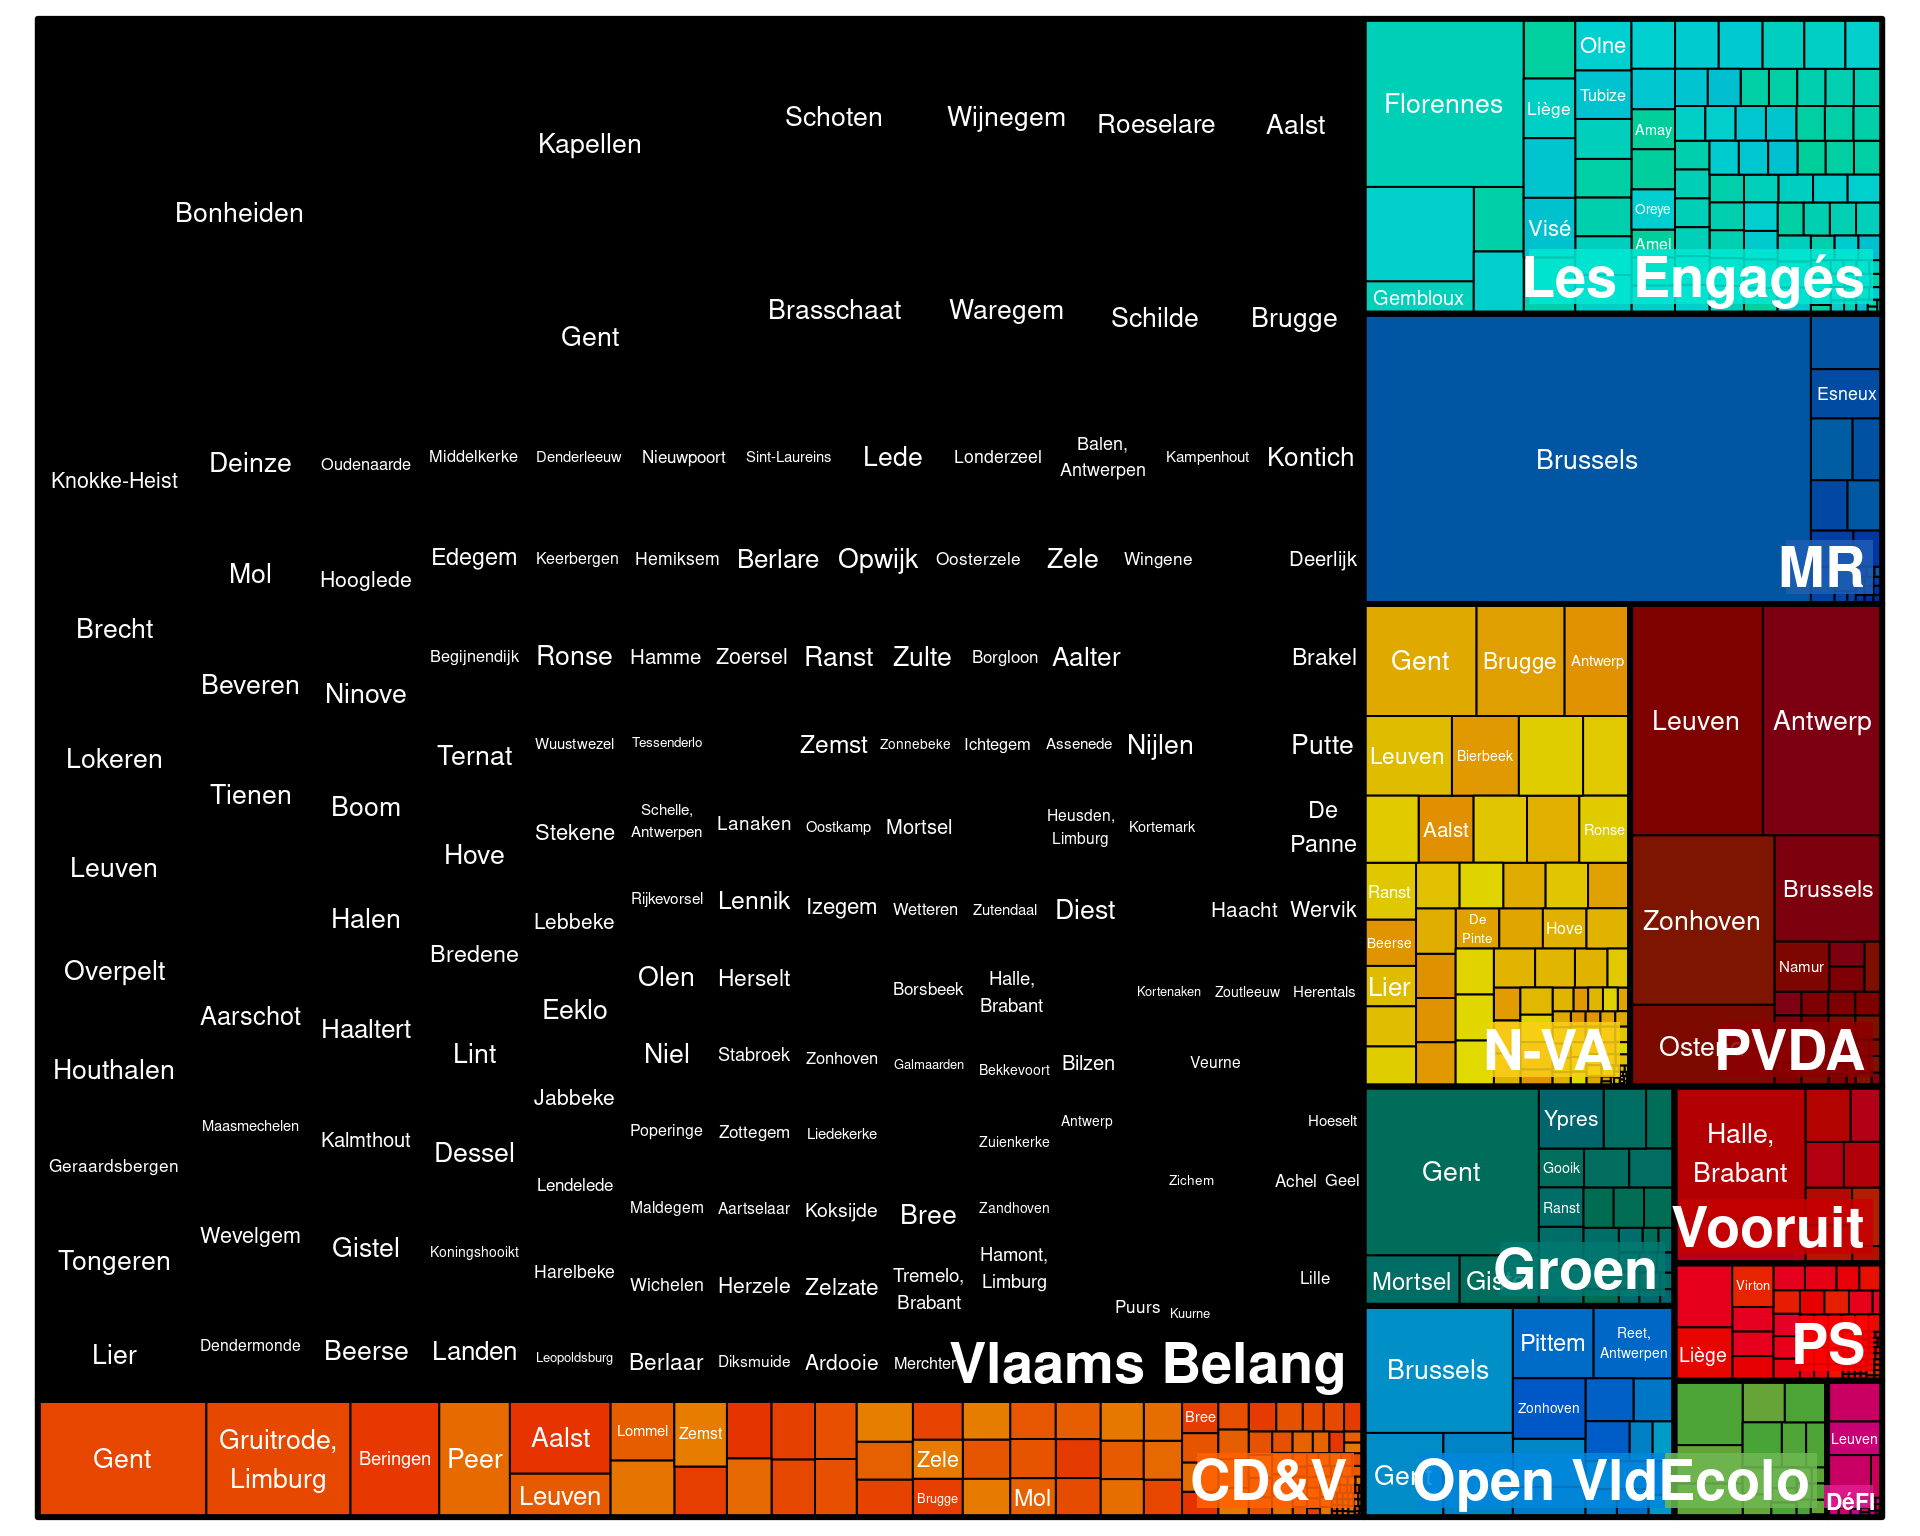 Bonheiden
Kapellen
Schoten
Wijnegem
Roeselare
Aalst
Gent
Brasschaat
Waregem
Schilde
Brugge
Knokke-Heist
Deinze
Oudenaarde
Middelkerke
Denderleeuw
Nieuwpoort
Sint-Laureins
Lede
Londerzeel
Balen,
Antwerpen
Kampenhout
Kontich
Mol
Hooglede
Edegem
Keerbergen
Hemiksem
Berlare
Opwijk
Oosterzele
Zele
Wingene
Deerlijk
Brecht
Beveren
Ninove
Begijnendijk
Ronse
Hamme
Zoersel
Ranst
Zulte
Borgloon
Aalter
Brakel
Lokeren
Tienen
Boom
Ternat
Wuustwezel
Tessenderlo
Zemst
Zonnebeke
Ichtegem
Assenede
Nijlen
Putte
Leuven
Halen
Hove
Stekene
Schelle,
Antwerpen
Lanaken
Oostkamp
Mortsel
Heusden,
Limburg
Kortemark
De
Panne
Overpelt
Aarschot
Haaltert
Bredene
Lebbeke
Rijkevorsel
Lennik
Izegem
Wetteren
Zutendaal
Diest
Haacht
Wervik
Eeklo
Olen
Herselt
Borsbeek
Halle,
Brabant
Kortenaken
Zoutleeuw
Herentals
Houthalen
Lint
Niel
Stabroek
Zonhoven
Galmaarden
Bekkevoort
Bilzen
Veurne
Geraardsbergen
Maasmechelen
Kalmthout
Dessel
Jabbeke
Poperinge
Zottegem
Liedekerke
Zuienkerke
Antwerp
Hoeselt
Lendelede
Maldegem
Aartselaar
Koksijde
Bree
Zandhoven
Zichem
Achel
Geel
Tongeren
Wevelgem
Gistel
Koningshooikt
Harelbeke
Wichelen
Herzele
Zelzate
Tremelo,
Brabant
Hamont,
Limburg
Puurs
Kuurne
Lille
Lier
Dendermonde
Beerse
Landen
Leopoldsburg
Berlaar
Diksmuide
Ardooie
Merchter
Vlaams Belang
Gent
Gruitrode,
Limburg
Beringen
Peer
Aalst
Leuven
Lommel
Zemst
Zele
Brugge
Mol
Bree
CD&V
Florennes
Gembloux
Liège
Visé
Olne
Tubize
Amay
Oreye
Amel
Les Engagés
Brussels
Esneux
MR
Gent
Brugge
Antwerp
Leuven
Bierbeek
Aalst
Ronse
Ranst
Beerse
Lier
De
Pinte
Hove
N-VA
Leuven
Antwerp
Zonhoven
Brussels
Namur
Oste
PVDA
Gent
Ypres
Gooik
Ranst
Mortsel
Gis
Groen
Halle,
Brabant
Vooruit
Virton
Liège
PS
Brussels
Pittem
Reet,
Antwerpen
Zonhoven
Gent
Open Vld
Ecolo
Leuven
DéFI